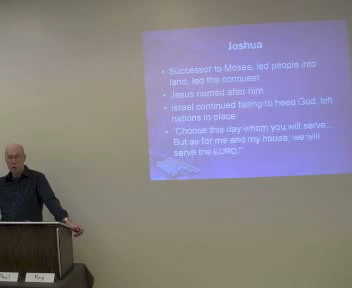 Joshua
• Successor to Moses, led people into
land, led the conquest
• Jesus named after him
• Israel continued failing to heed God, left
nations in place
• "Choose this day whom you will serve...
But as for me and my house, we will
serve the LORD."
Paul
Ray